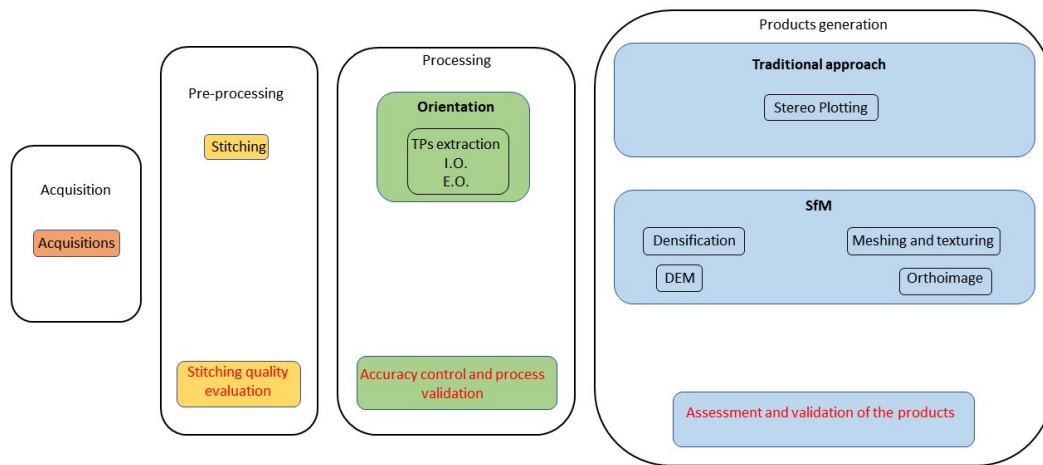 Acquisition
Acquisitions
Pre-processing
Stitching
Stitching quality
evaluation
Processing
Orientation
TPs extraction
I.O.
E.O.
Accuracy control and process
validation
Products generation
Traditional approach
Stereo Plotting
SfM
Densification
Meshing and texturing
DEM
Orthoimage
Assessment and validation of the products